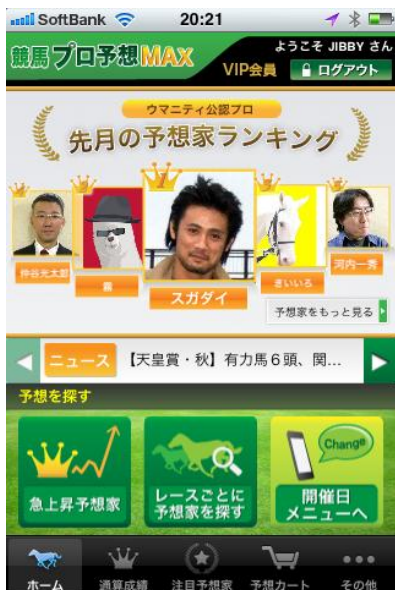 SoftBank 20:21
競馬プロ予想MAX
ようこそ JIBBY さん
VIP会員 ログアウト
ウマニティ公認プロ
先月の予想家ランキング
1
仲谷光太郎
霧
スガダイ
きいいろ
河内一秀
予想家をもっと見る
ニュース 【天皇賞・秋】有力馬6頭、関...
予想を探す
Change
急上昇予想家
レースごとに
予想家を探す
開催日
メニューへ
ホーム 通算成績 注目予想家 予想カート その他